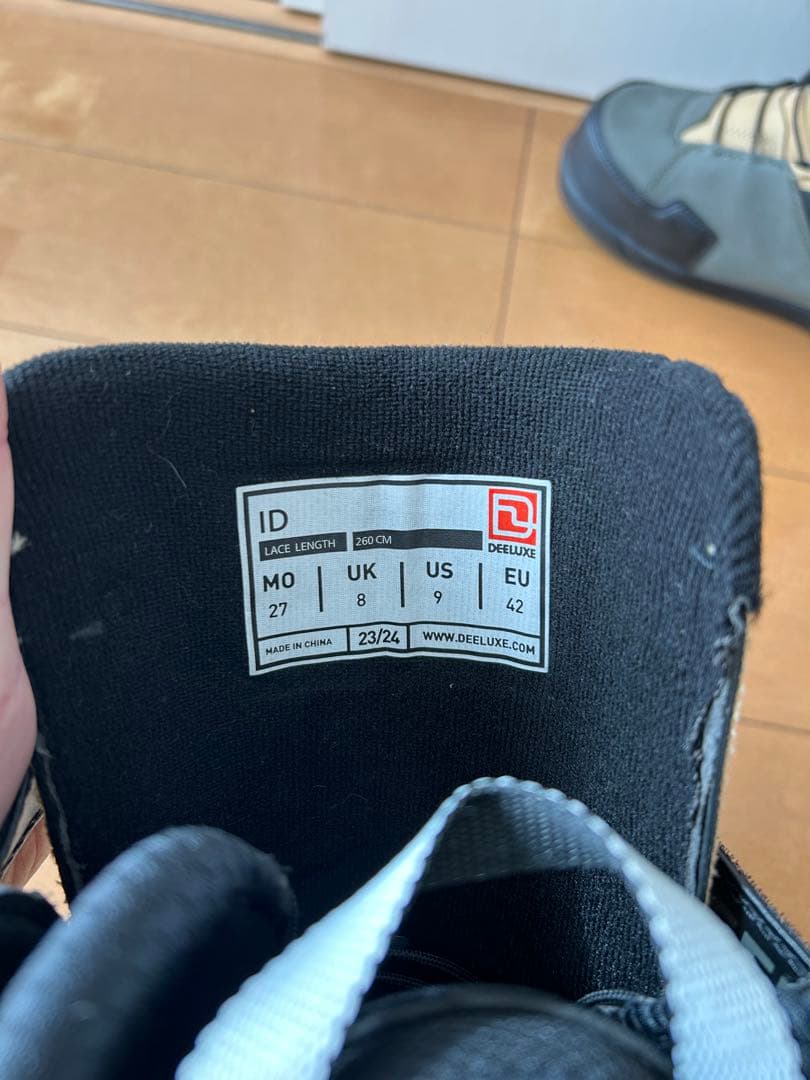 ID
LACE LENGTH 260 CM
DEELUXE
MO UK US EU
27 8 9 42
MADE IN CHINA 23/24 WWW.DEELUXE.COM